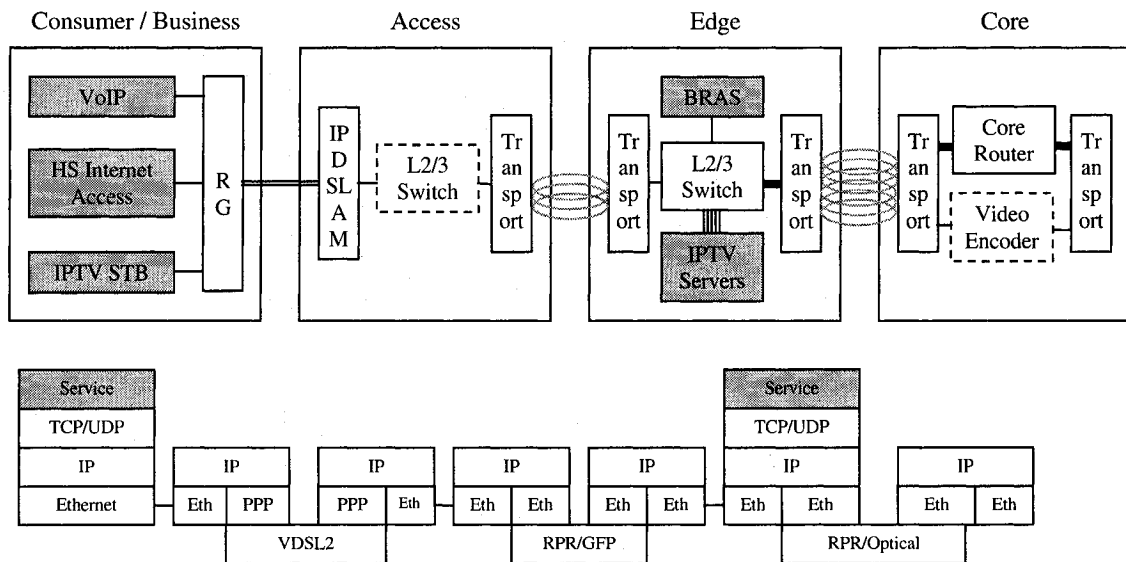 Consumer / Business
Access
Edge
Core
VoIP
HS Internet
Access
IPTV STB
R
G
IP
D
SL
A
M
L2/3
Switch
Tr
an
sp
ort
Tr
an
sp
ort
BRAS
L2/3
Switch
IPTV
Servers
Tr
an
sp
ort
Tr
an
sp
ort
Core
Router
Video
Encoder
Tr
an
sp
ort
Service
TCP/UDP
IP
Ethernet
IP
Eth PPP
IP
PPP Eth
VDSL2
IP
Eth Eth
IP
Eth Eth
RPR/GFP
Service
TCP/UDP
IP
Eth Eth
IP
Eth Eth
RPR/Optical